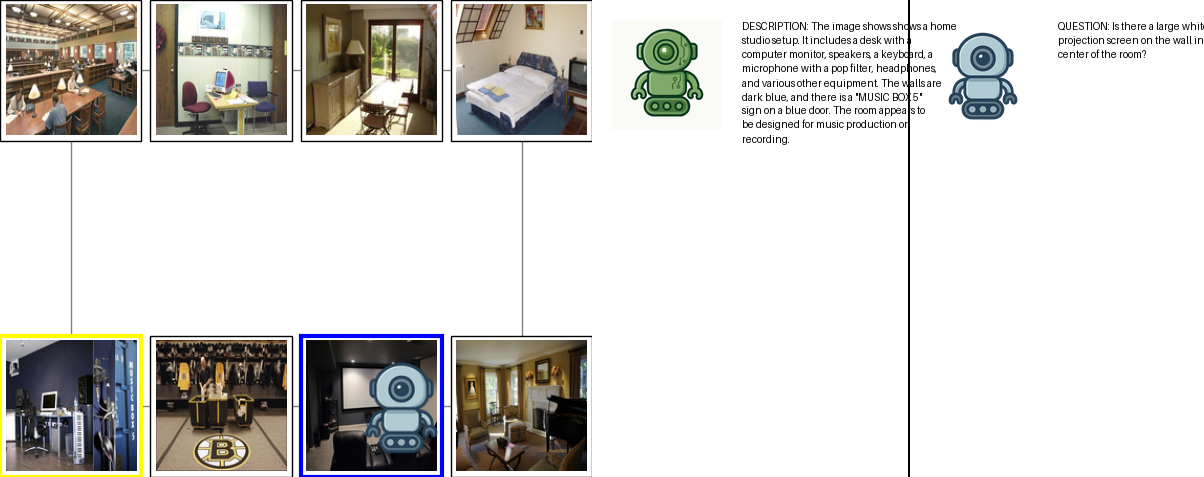 DESCRIPTION: The image shows shows a home
studio setup. It includes a desk with a
computer monitor, speakers, a keyboard, a
microphone with a pop filter, headphones,
and various other equipment. The walls are
dark blue, and there is a "MUSIC BOX 5"
sign on a blue door. The room appears to
be designed for music production or
recording.
QUESTION: Is there a large whit
projection screen on the wall in
center of the room?
MUSIC BOX 5
B